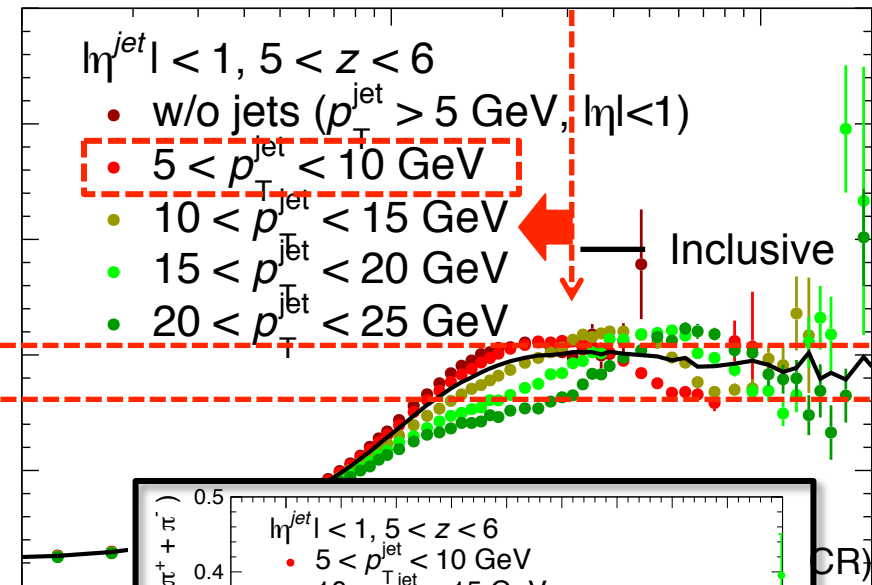 |η^jet| < 1, 5 < z < 6
w/o jets (p_T^jet > 5 GeV, |η|<1)
5 < p_T^jet < 10 GeV
10 < p_T^jet < 15 GeV
15 < p_T^jet < 20 GeV
20 < p_T^jet < 25 GeV
Inclusive
0.5
0.4
π⁺ + π⁻)
|η^jet| < 1, 5 < z < 6
5 < p_T^jet < 10 GeV
CR)